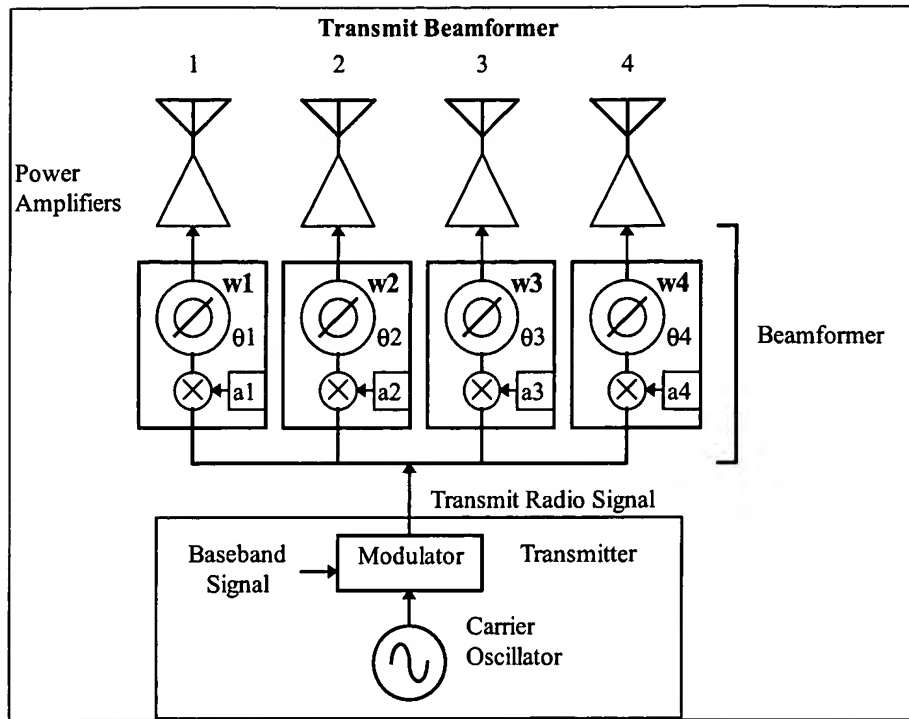 Transmit Beamformer
1 2 3 4
Power
Amplifiers
w1 w2 w3 w4
θ1 θ2 θ3 θ4
a1 a2 a3 a4
Beamformer
Transmit Radio Signal
Baseband
Signal
Modulator
Transmitter
Carrier
Oscillator